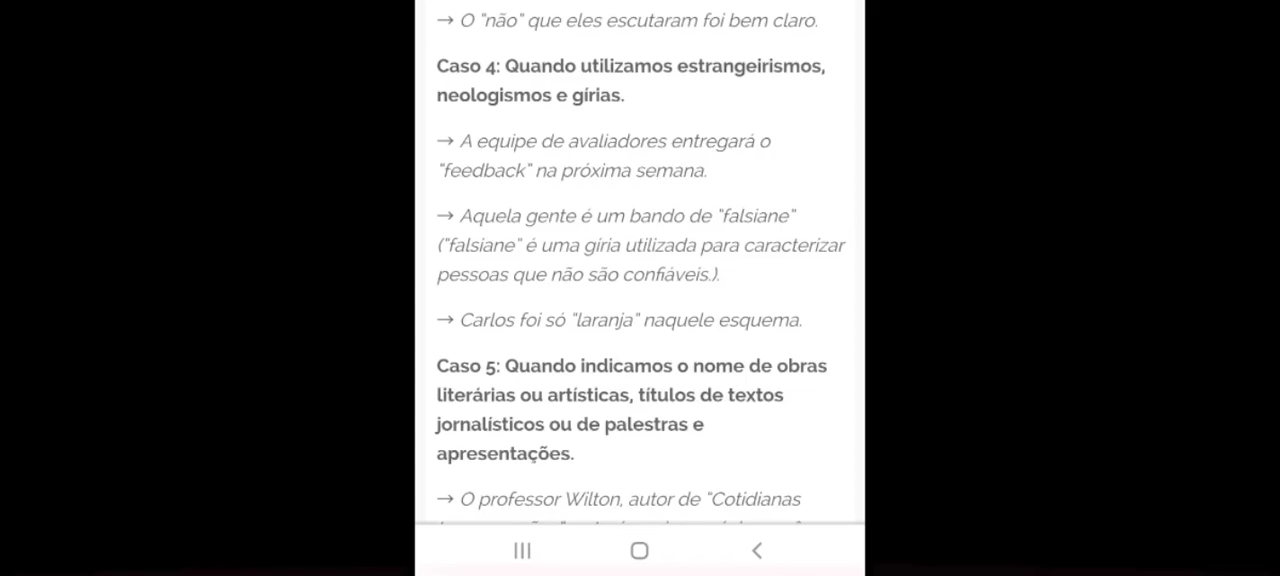 → O "não" que eles escutaram foi bem claro.
Caso 4: Quando utilizamos estrangeirismos,
neologismos e gírias.
→ A equipe de avaliadores entregará o
"feedback" na próxima semana.
→ Aquela gente é um bando de "falsiane"
("falsiane" é uma gíria utilizada para caracterizar
pessoas que não são confiáveis.).
→ Carlos foi só "laranja" naquele esquema.
Caso 5: Quando indicamos o nome de obras
literárias ou artísticas, títulos de textos
jornalísticos ou de palestras e
apresentações.
→ O professor Wilton, autor de "Cotidianas